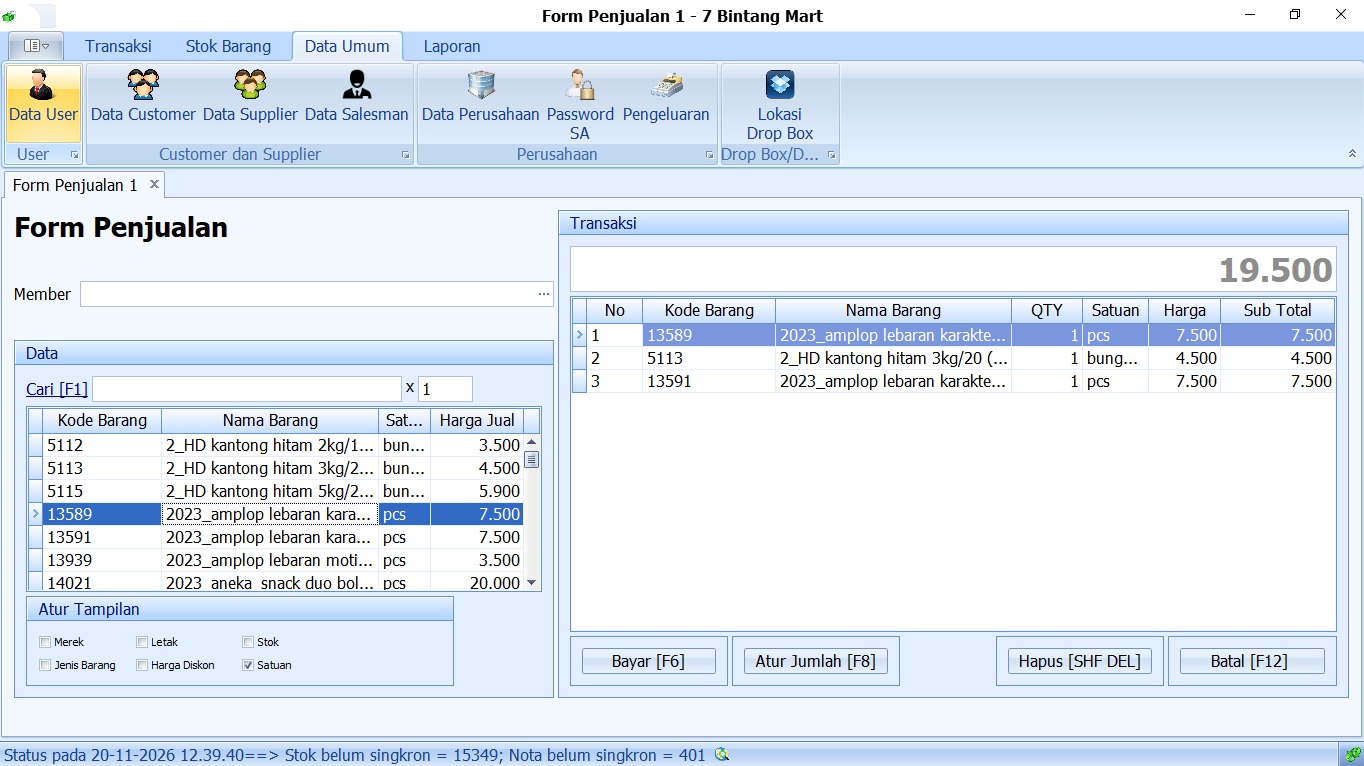 Form Penjualan 1 - 7 Bintang Mart
Transaksi Stok Barang Data Umum Laporan
Data User Data Customer Data Supplier Data Salesman Data Perusahaan Password SA Pengeluaran Lokasi Drop Box
User Customer dan Supplier Perusahaan Drop Box/D...
Form Penjualan 1 x
Form Penjualan
Member ...
Data
Cari [F1] x 1
Kode Barang Nama Barang Sat... Harga Jual
5112 2_HD kantong hitam 2kg/1... bun... 3.500
5113 2_HD kantong hitam 3kg/2... bun... 4.500
5115 2_HD kantong hitam 5kg/2... bun... 5.900
13589 2023_amplop lebaran kara... pcs 7.500
13591 2023_amplop lebaran kara... pcs 7.500
13939 2023_amplop lebaran moti... pcs 3.500
14021 2023_aneka_snack duo bol... pcs 20.000
Atur Tampilan
Merek Letak Stok
Jenis Barang Harga Diskon Satuan
Transaksi
19.500
No Kode Barang Nama Barang QTY Satuan Harga Sub Total
1 13589 2023_amplop lebaran karakte... 1 pcs 7.500 7.500
2 5113 2_HD kantong hitam 3kg/20 (... 1 bung... 4.500 4.500
3 13591 2023_amplop lebaran karakte... 1 pcs 7.500 7.500
Bayar [F6] Atur Jumlah [F8] Hapus [SHF DEL] Batal [F12]
Status pada 20-11-2026 12.39.40==> Stok belum singkron = 15349; Nota belum singkron = 401